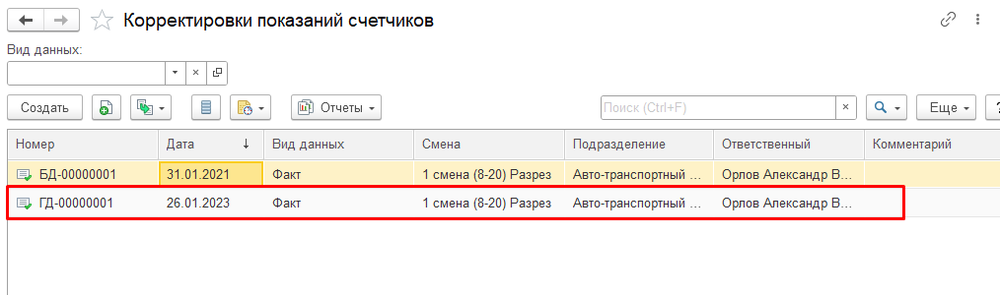 Корректировки показаний счетчиков
Вид данных:
Создать Отчеты Поиск (Ctrl+F) Еще ?
Номер Дата Вид данных Смена Подразделение Ответственный Комментарий
БД-00000001 31.01.2021 Факт 1 смена (8-20) Разрез Авто-транспортный ... Орлов Александр В...
ГД-00000001 26.01.2023 Факт 1 смена (8-20) Разрез Авто-транспортный ... Орлов Александр В...